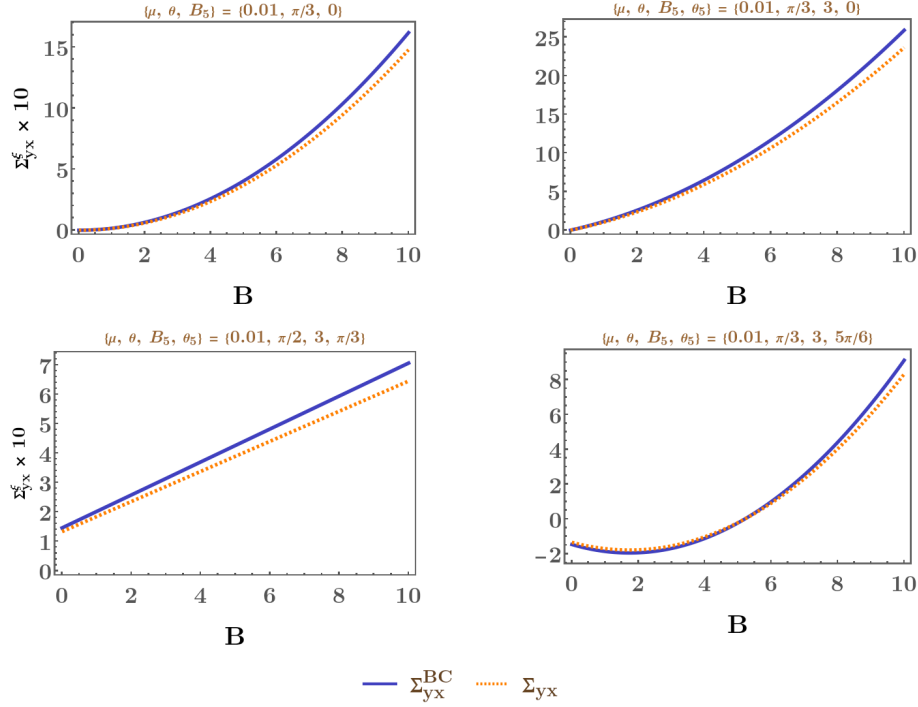 {μ, θ, B₅} = {0.01, π/3, 0}
Σ^ξ_yx × 10
15
10
5
0
0 2 4 6 8 10
B
{μ, θ, B₅, θ₅} = {0.01, π/3, 3, 0}
25
20
15
10
5
0
0 2 4 6 8 10
B
{μ, θ, B₅, θ₅} = {0.01, π/2, 3, π/3}
Σ^ξ_yx × 10
7
6
5
4
3
2
1
0
0 2 4 6 8 10
B
{μ, θ, B₅, θ₅} = {0.01, π/3, 3, 5π/6}
8
6
4
2
0
−2
0 2 4 6 8 10
B
Σ^BC_yx Σ_yx